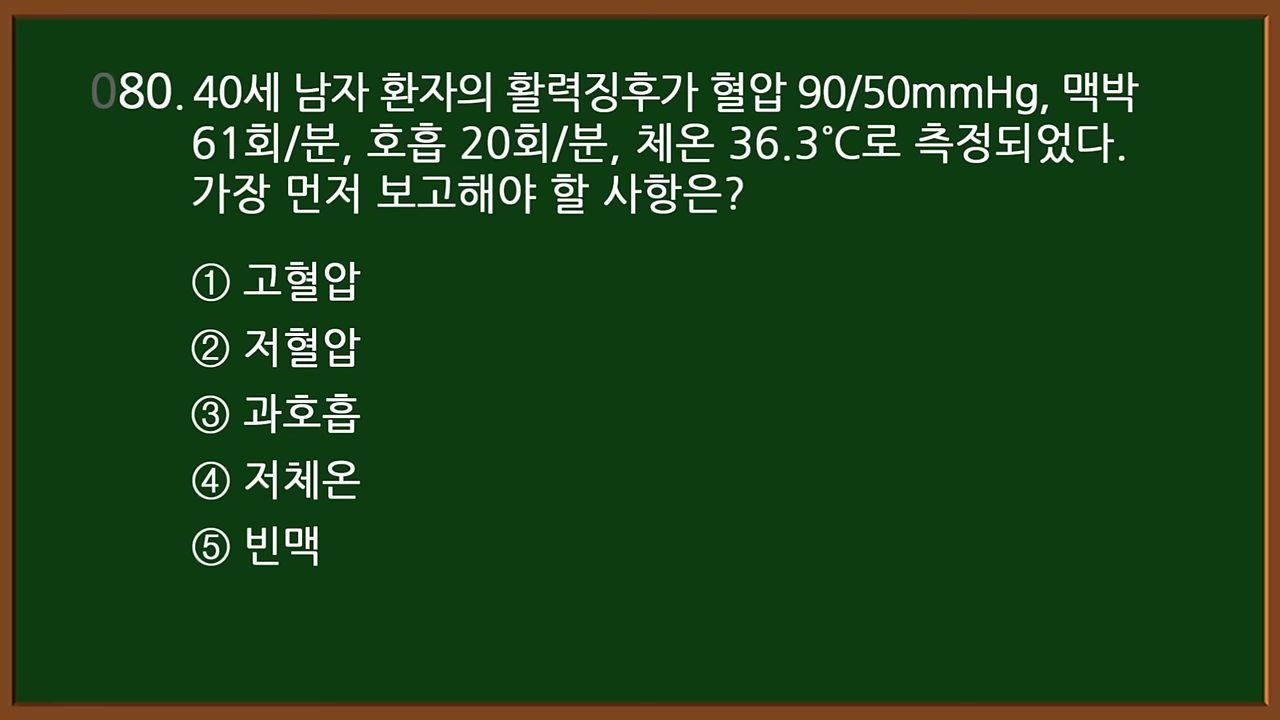 080. 40세 남자 환자의 활력징후가 혈압 90/50mmHg, 맥박
61회/분, 호흡 20회/분, 체온 36.3℃로 측정되었다.
가장 먼저 보고해야 할 사항은?
① 고혈압
② 저혈압
③ 과호흡
④ 저체온
⑤ 빈맥